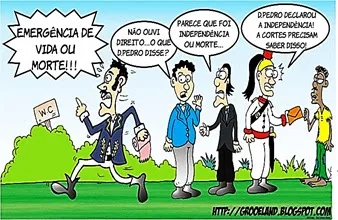 EMERGÊNCIA DE
VIDA OU
MORTE!!!
NÃO OUVI
DIREITO...O QUE
D.PEDRO DISSE?
PARECE QUE FOI
INDEPENDÊNCIA
OU MORTE...
D.PEDRO DECLAROU
A INDEPENDÊNCIA!
A CORTES PRECISAM
SABER DISSO!
WC
HTTP://GROOELAND.BLOGSPOT.COM